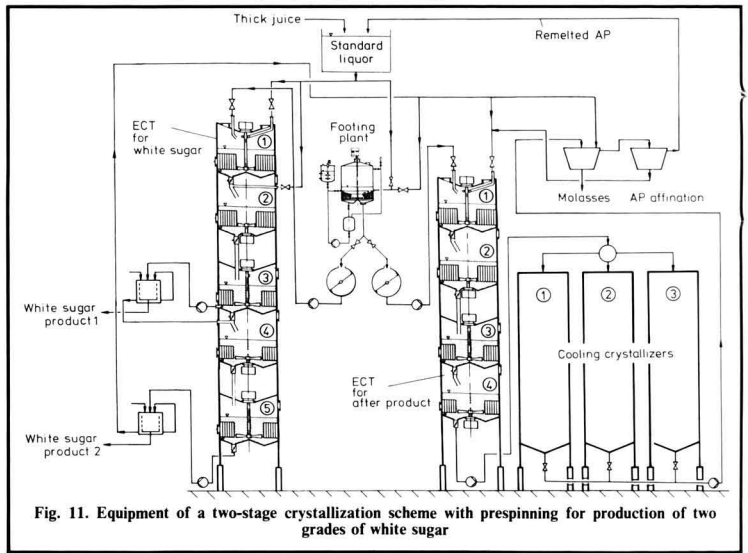 Thick juice
Remelted AP
Standard
liquor
ECT
for
white sugar
Footing
plant
1
2
3
4
5
1
2
3
4
Molasses
AP affination
1
2
3
Cooling crystallizers
White sugar
product 1
ECT
for
after product
White sugar
product 2
Fig. 11. Equipment of a two-stage crystallization scheme with prespinning for production of two
grades of white sugar